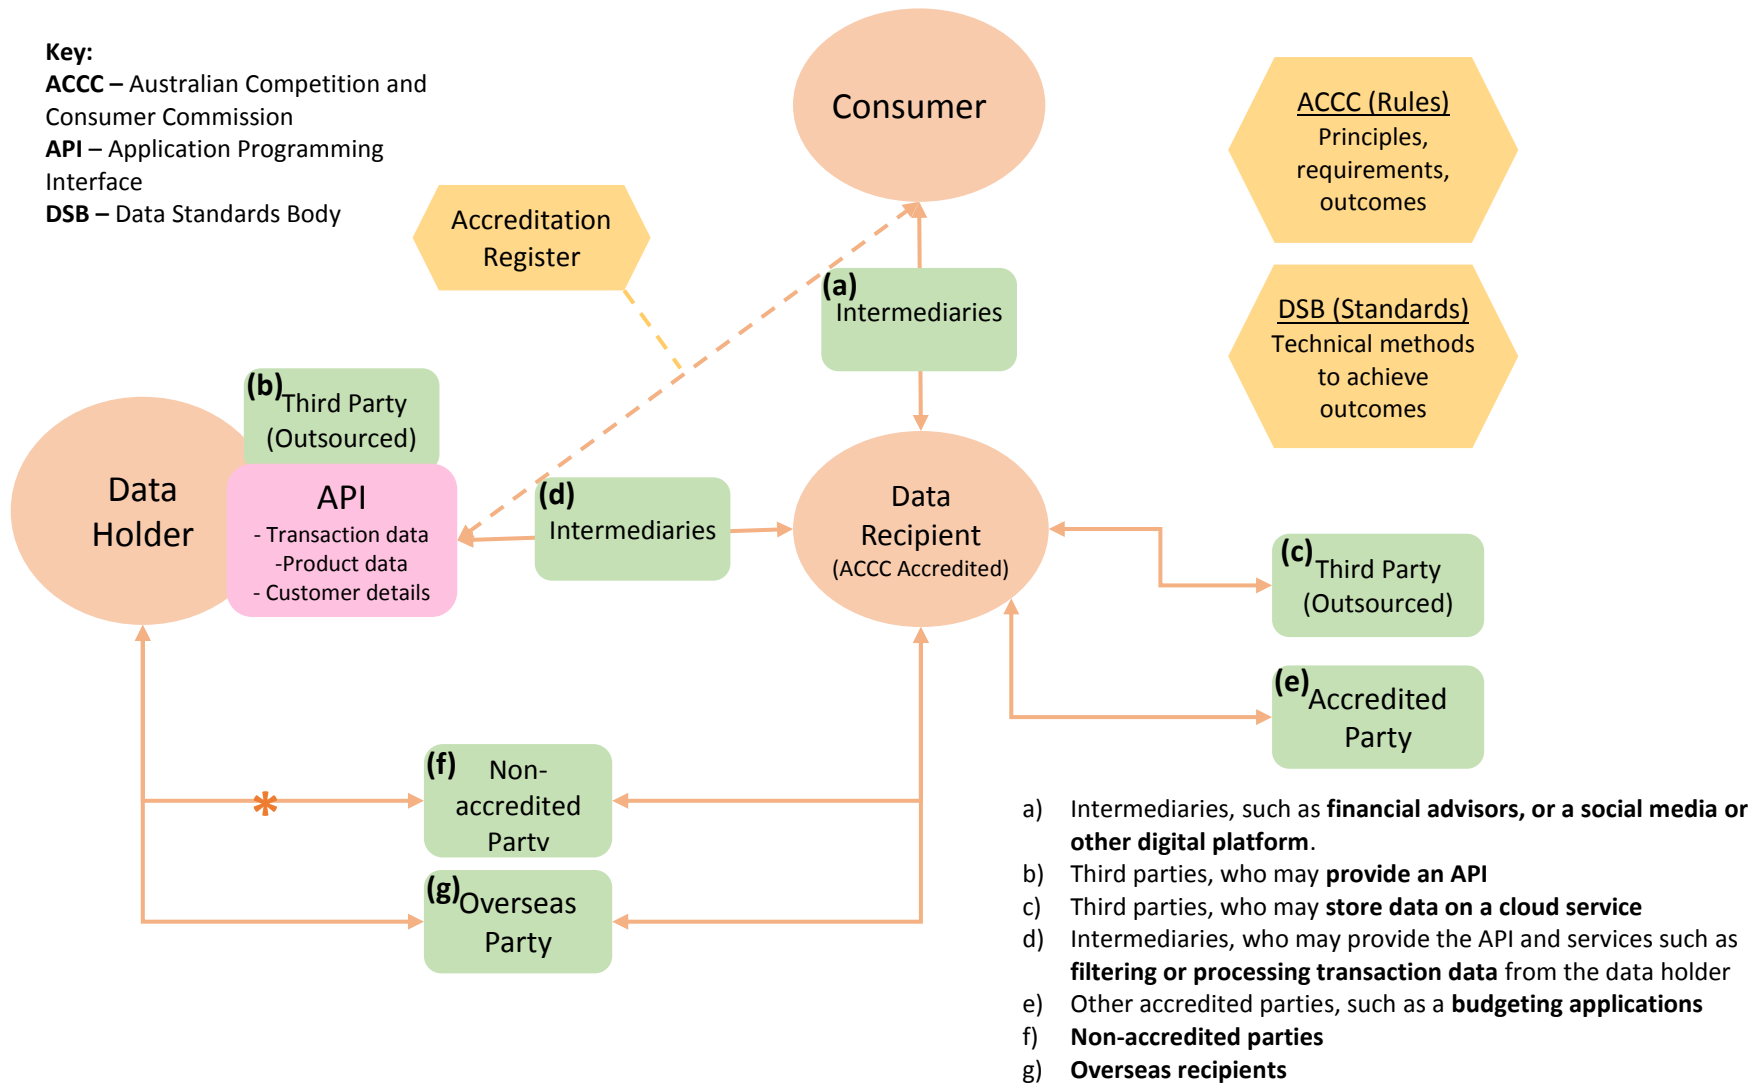 Key:
ACCC – Australian Competition and
Consumer Commission
API – Application Programming
Interface
DSB – Data Standards Body
Consumer
ACCC (Rules)
Principles,
requirements,
outcomes
Accreditation
Register
(a)
Intermediaries
DSB (Standards)
Technical methods
to achieve
outcomes
(b)
Third Party
(Outsourced)
Data
Holder
API
- Transaction data
-Product data
- Customer details
(d)
Intermediaries
Data
Recipient
(ACCC Accredited)
(c)
Third Party
(Outsourced)
(e)
Accredited
Party
(f)
Non-
accredited
Party
*
(g)
Overseas
Party
a) Intermediaries, such as financial advisors, or a social media or
other digital platform.
b) Third parties, who may provide an API
c) Third parties, who may store data on a cloud service
d) Intermediaries, who may provide the API and services such as
filtering or processing transaction data from the data holder
e) Other accredited parties, such as a budgeting applications
f) Non-accredited parties
g) Overseas recipients